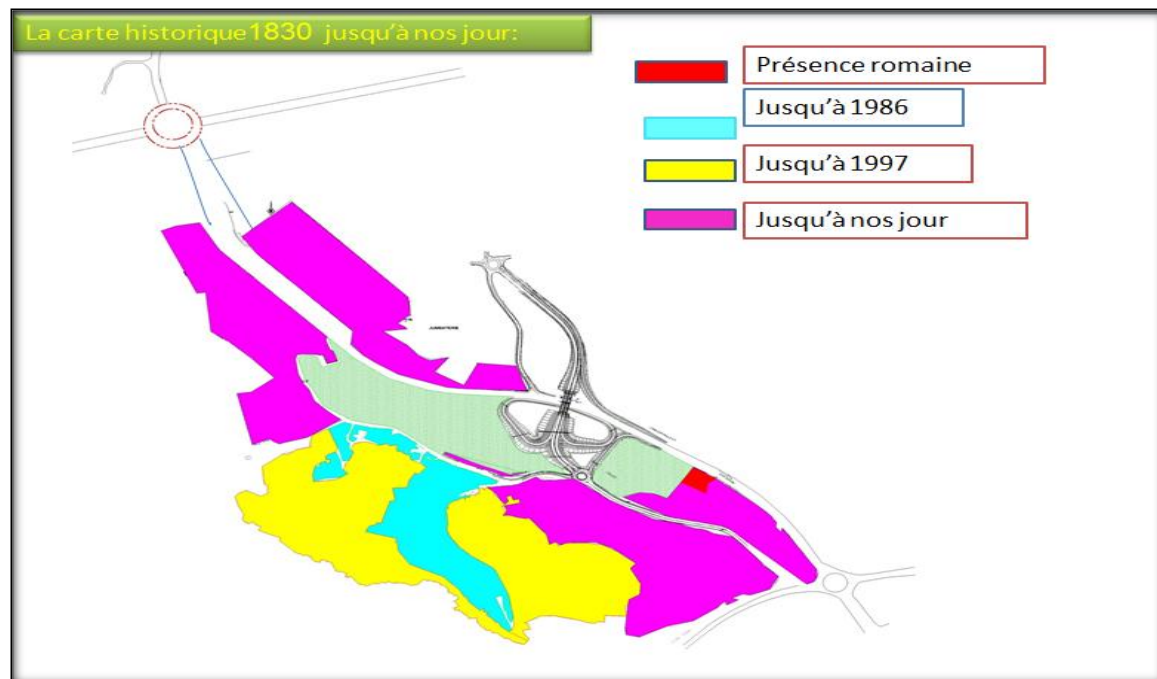 La carte historique1830 jusqu'à nos jour:
Présence romaine
Jusqu'à 1986
Jusqu'à 1997
Jusqu'à nos jour